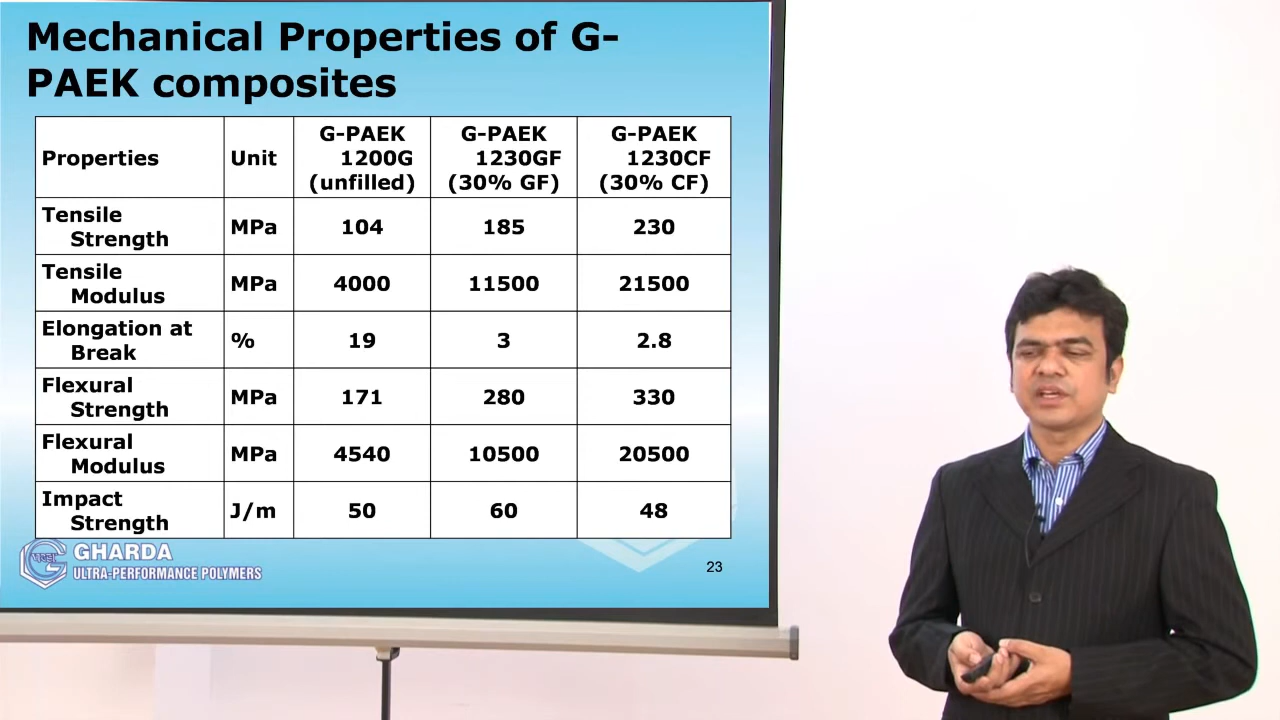 Mechanical Properties of G-
PAEK composites
Properties
Unit
G-PAEK
1200G
(unfilled)
G-PAEK
1230GF
(30% GF)
G-PAEK
1230CF
(30% CF)
Tensile
Strength
MPa
104
185
230
Tensile
Modulus
MPa
4000
11500
21500
Elongation at
Break
%
19
3
2.8
Flexural
Strength
MPa
171
280
330
Flexural
Modulus
MPa
4540
10500
20500
Impact
Strength
J/m
50
60
48
GHARDA
ULTRA-PERFORMANCE POLYMERS
23